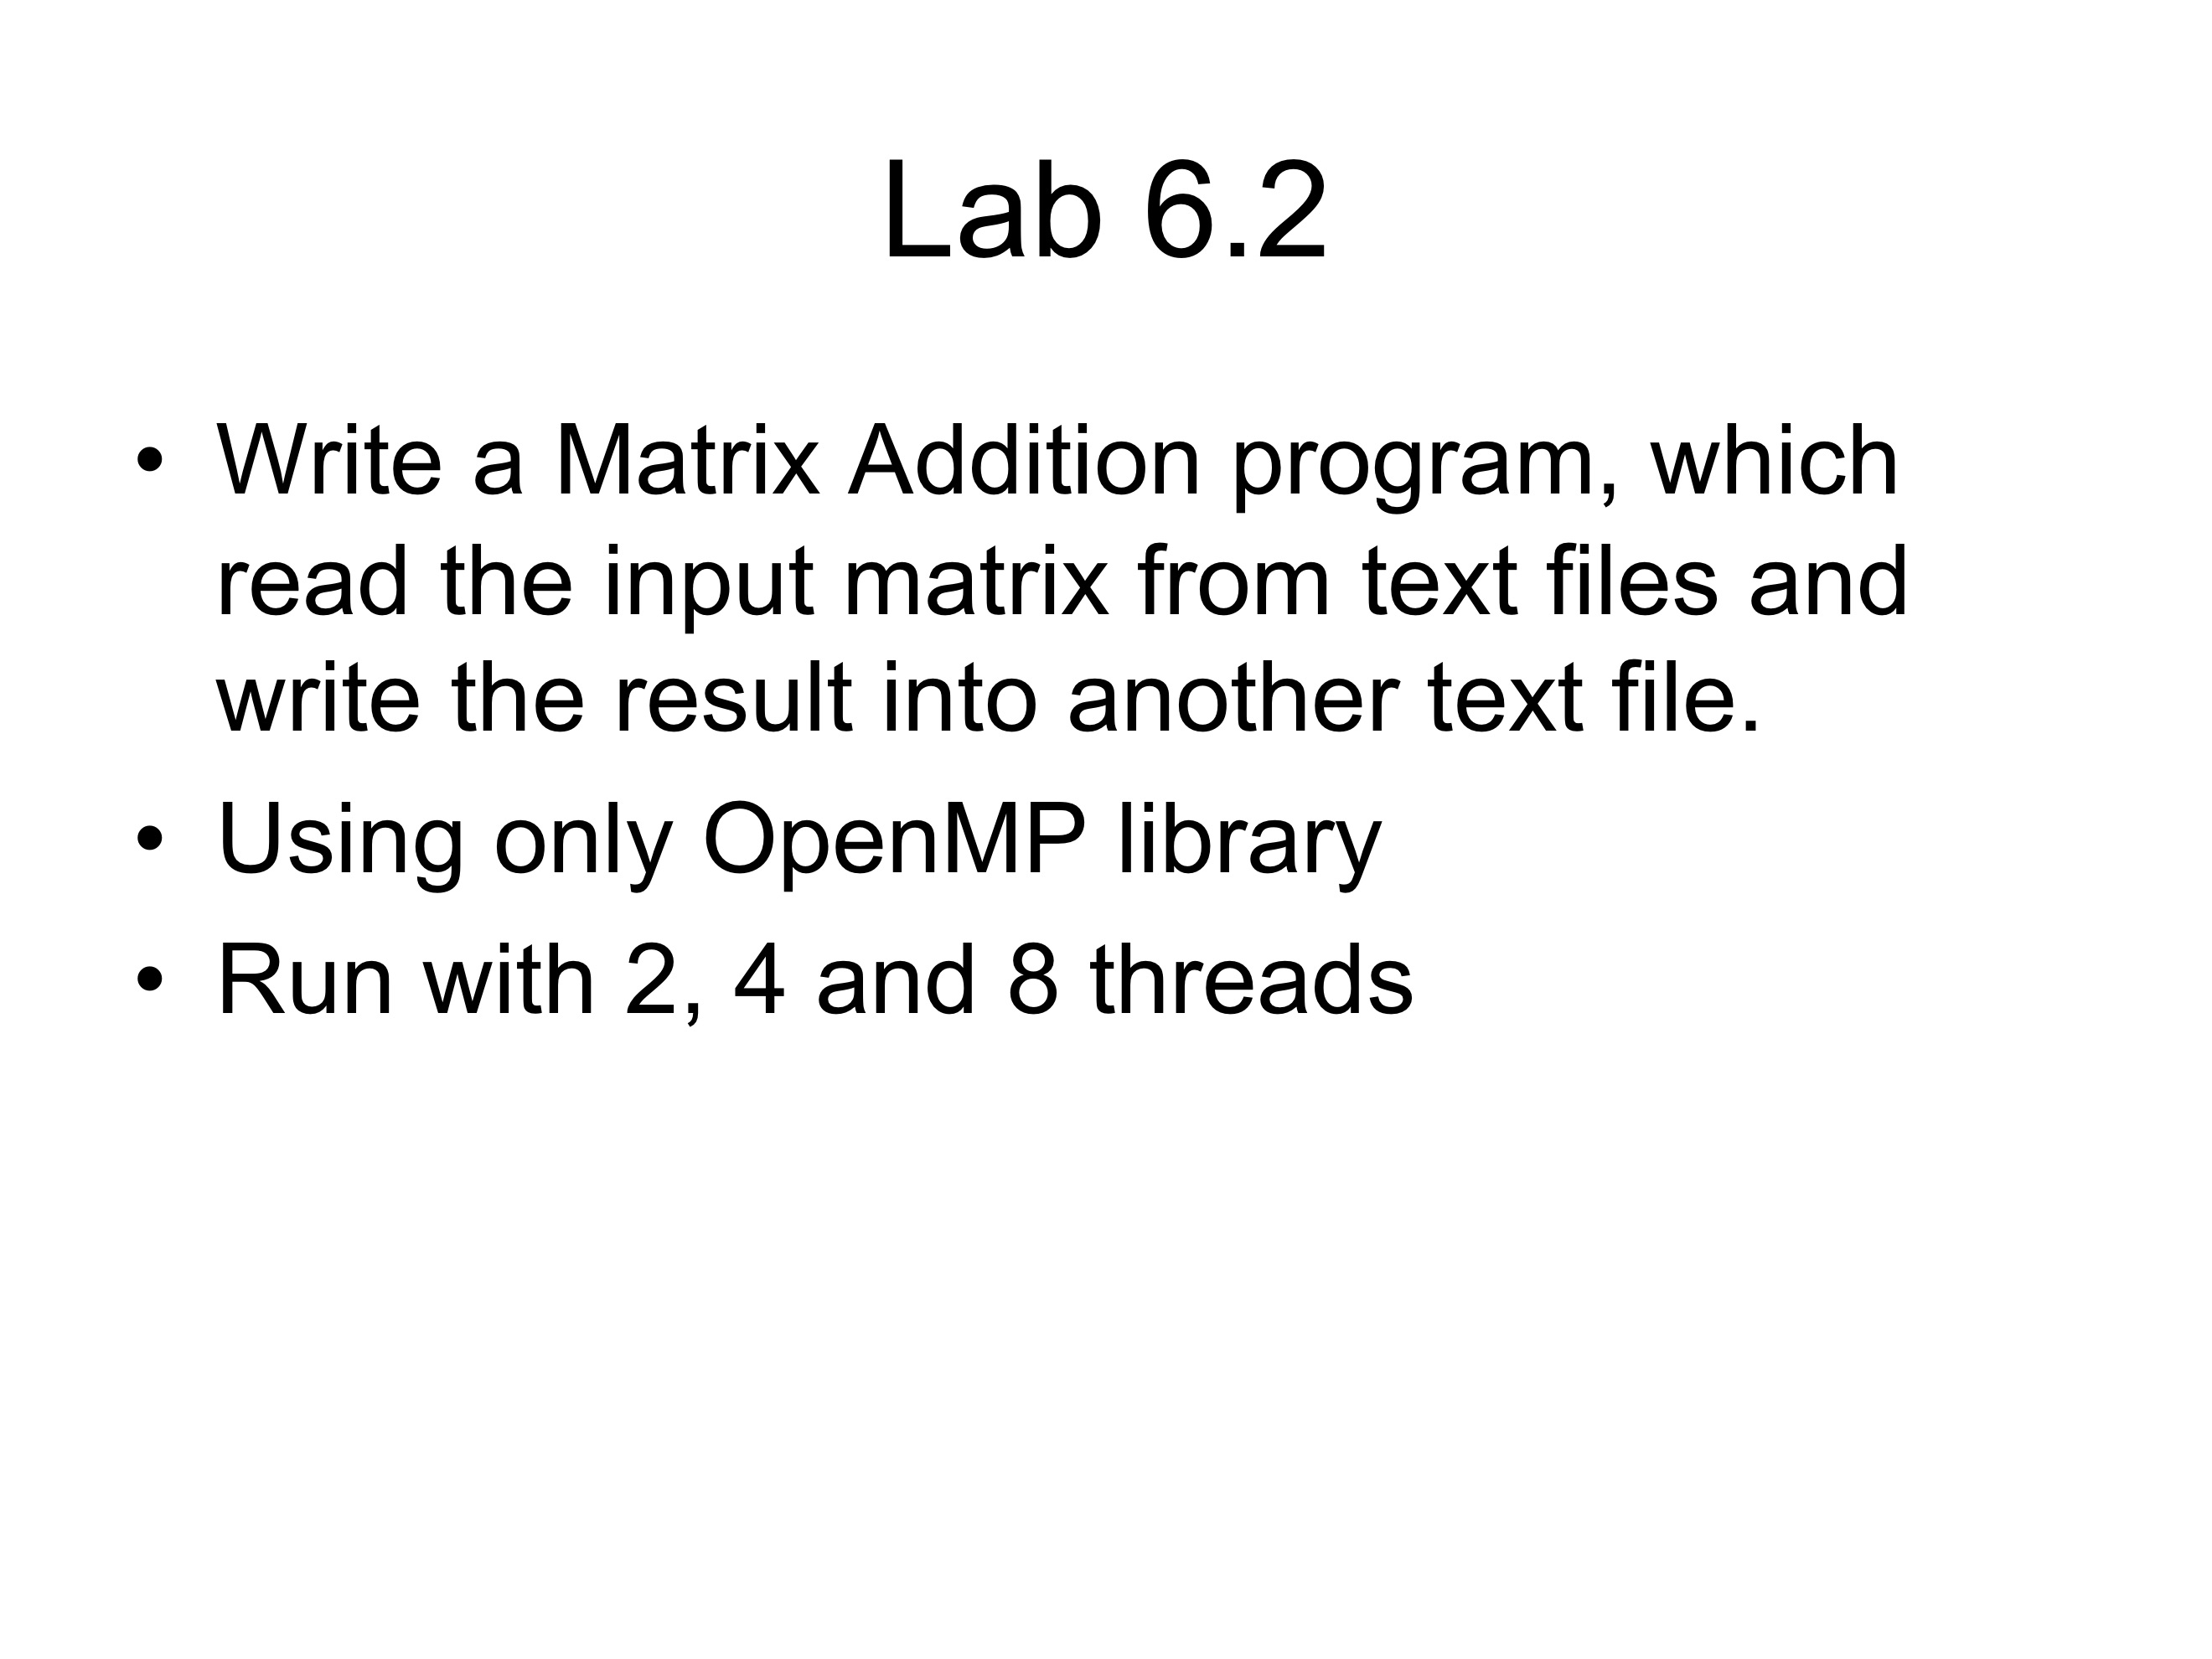 Lab 6.2
• Write a Matrix Addition program, which
read the input matrix from text files and
write the result into another text file.
• Using only OpenMP library
• Run with 2, 4 and 8 threads